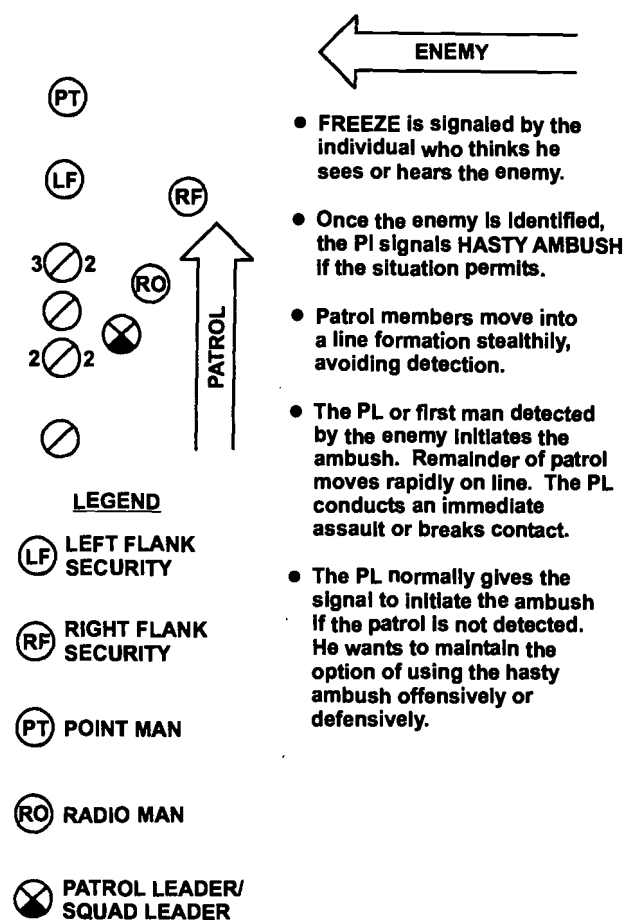 ENEMY
PT
LF
RF
3 2
RO
2 2
PATROL
● FREEZE is signaled by the
individual who thinks he
sees or hears the enemy.
● Once the enemy is identified,
the Pl signals HASTY AMBUSH
if the situation permits.
● Patrol members move into
a line formation stealthily,
avoiding detection.
● The PL or first man detected
by the enemy initiates the
ambush. Remainder of patrol
moves rapidly on line. The PL
conducts an immediate
assault or breaks contact.
● The PL normally gives the
signal to initiate the ambush
if the patrol is not detected.
He wants to maintain the
option of using the hasty
ambush offensively or
defensively.
LEGEND
LF LEFT FLANK
SECURITY
RF RIGHT FLANK
SECURITY
PT POINT MAN
RO RADIO MAN
PATROL LEADER/
SQUAD LEADER